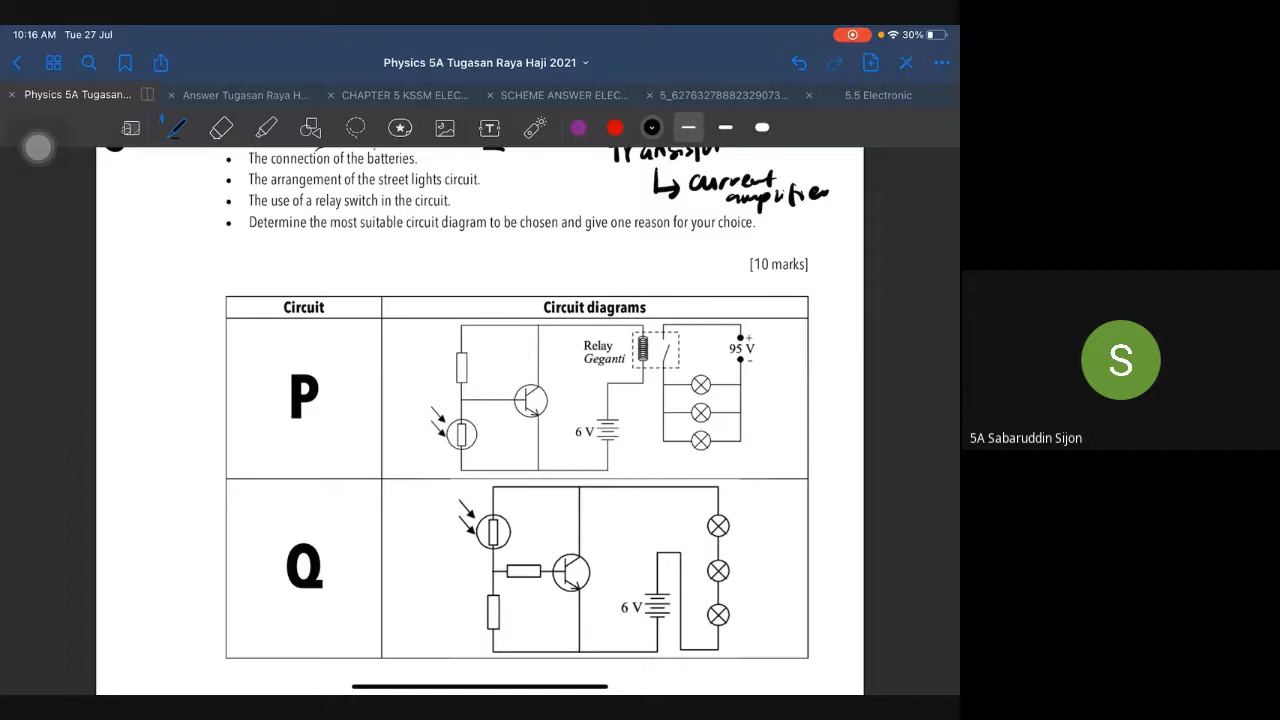 10:16 AM Tue 27 Jul
30%
Physics 5A Tugasan Raya Haji 2021
Physics 5A Tugasan...
Answer Tugasan Raya H...
CHAPTER 5 KSSM ELEC...
SCHEME ANSWER ELEC...
5_62763278882329073...
5.5 Electronic
Transistor
• The connection of the batteries.
• The arrangement of the street lights circuit.
current
amplifier
• The use of a relay switch in the circuit.
• Determine the most suitable circuit diagram to be chosen and give one reason for your choice.
[10 marks]
Circuit
Circuit diagrams
P
Relay
Geganti
6 V
+
95 V
-
Q
6 V
S
5A Sabaruddin Sijon